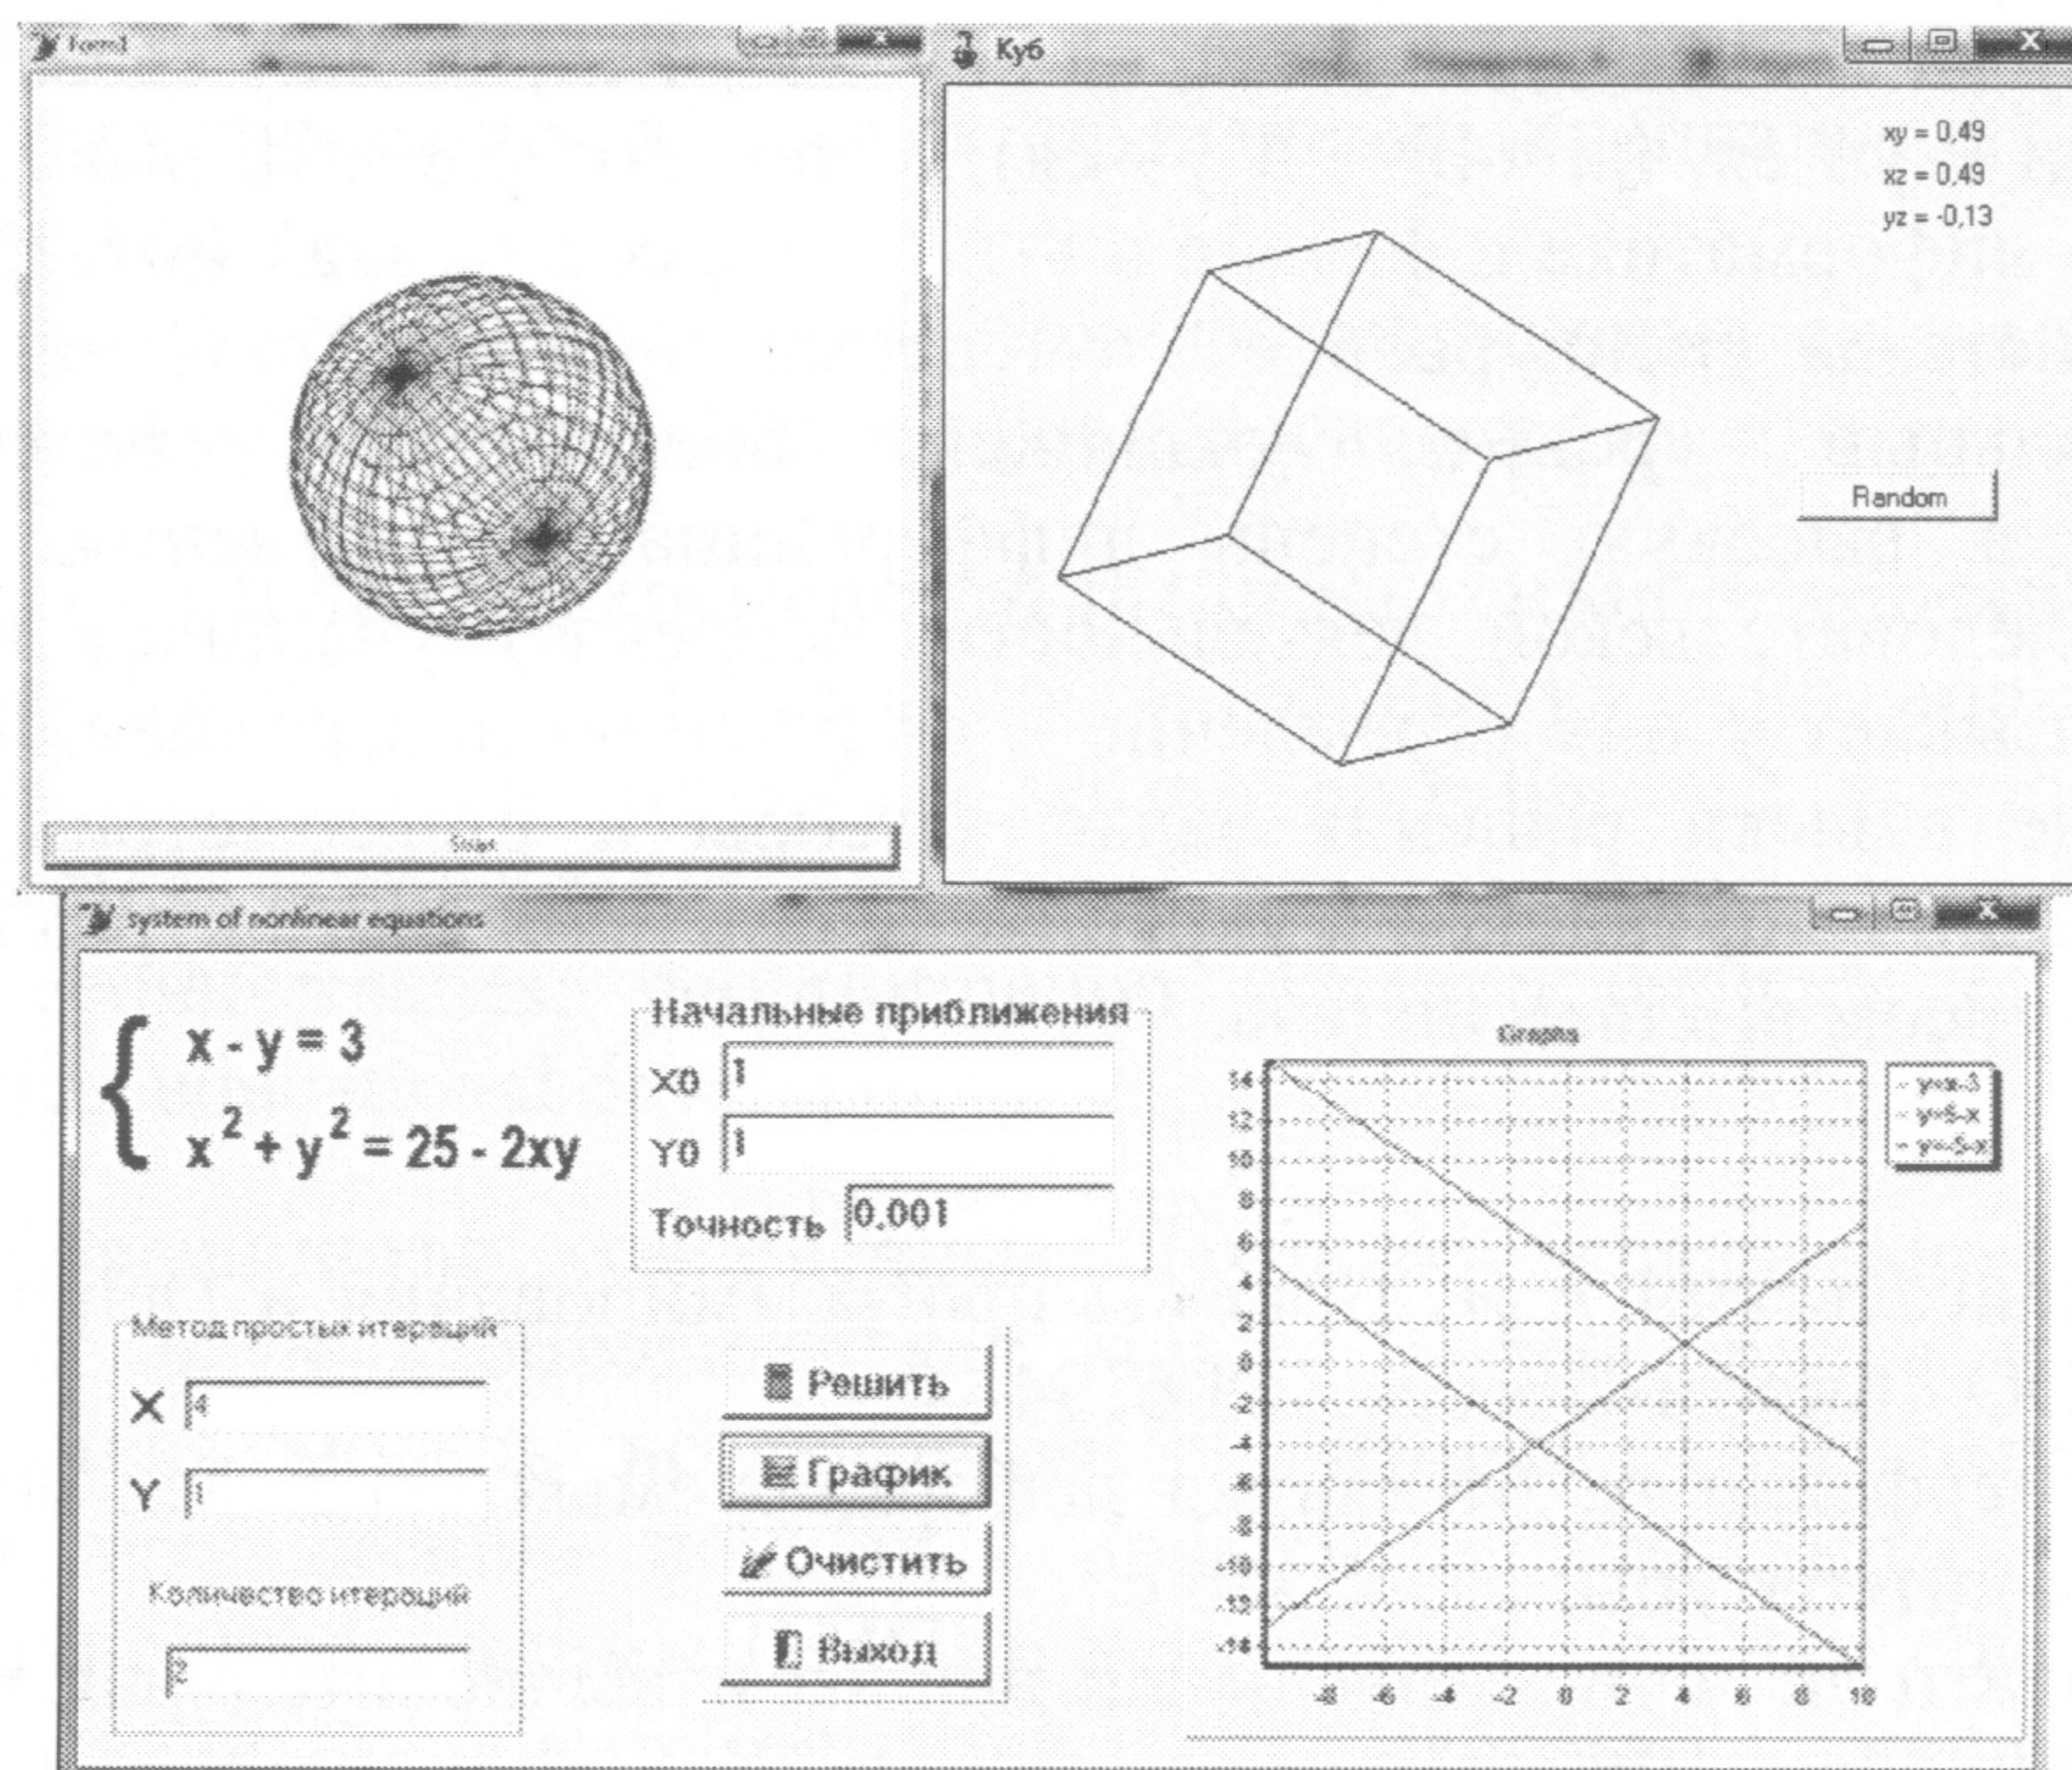 Form1
Куб
xy = 0,49
xz = 0,49
yz = -0,13
Random
system of nonlinear equations
x - y = 3
x² + y² = 25 - 2xy
Начальные приближения
X0 1
Y0 1
Точность 0.001
Метод простых итераций
X 4
Y 1
Количество итераций
2
Решить
График
Очистить
Выход
Graphs
y=x-3
y=5-x
y=-5-x
14
12
10
8
6
4
2
0
-2
-4
-6
-8
-10
-12
-14
-8 -6 -4 -2 0 2 4 6 8 10